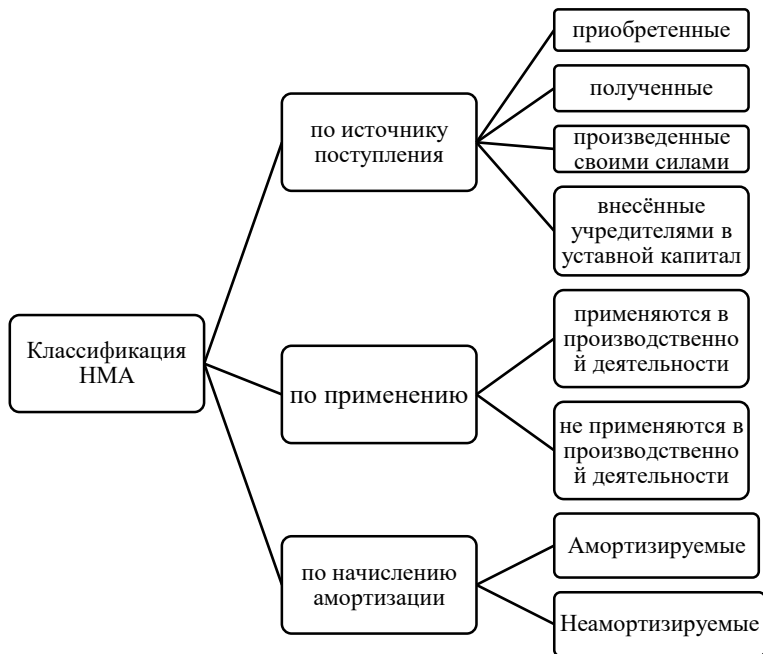 Классификация
НМА
по источнику
поступления
приобретенные
полученные
произведенные
своими силами
внесённые
учредителями в
уставной капитал
по применению
применяются в
производственно
й деятельности
не применяются в
производственно
й деятельности
по начислению
амортизации
Амортизируемые
Неамортизируемые